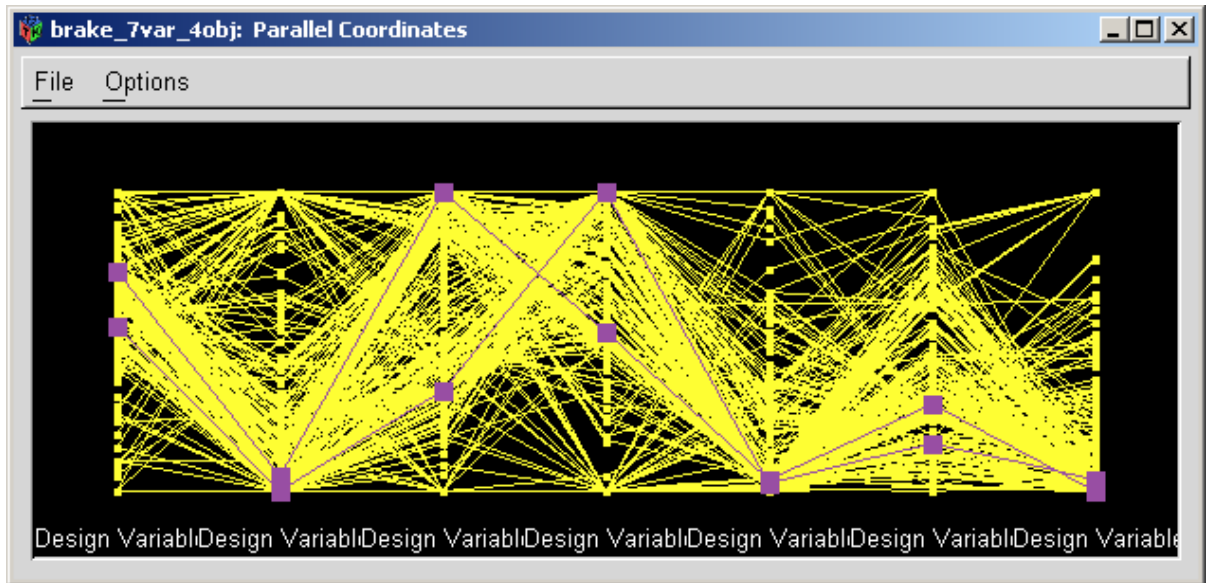 brake_7var_4obj: Parallel Coordinates
File Options
Design Variabl Design Variabl Design Variabl Design Variabl Design Variabl Design Variabl Design Variable